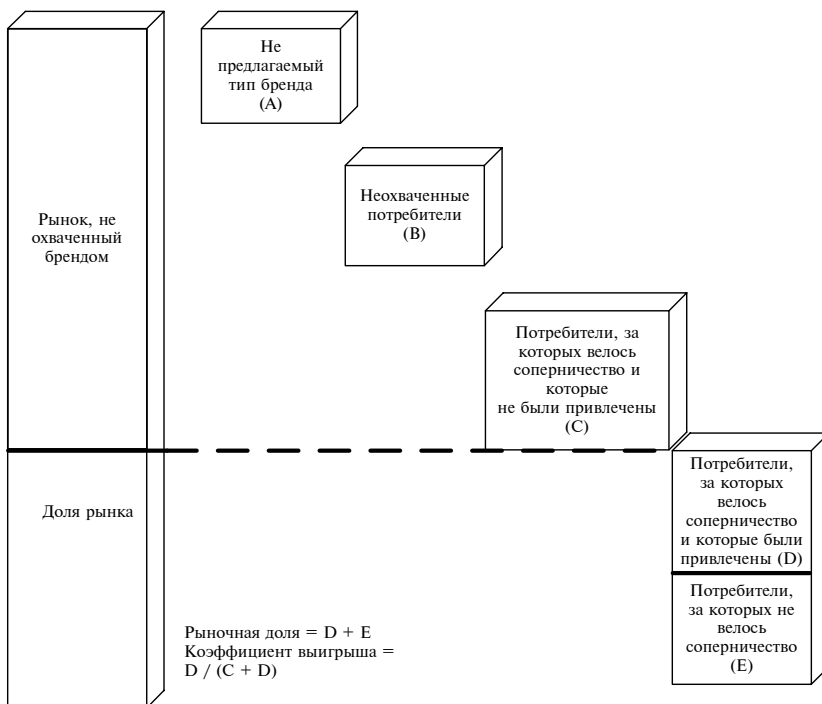 Не
предлагаемый
тип бренда
(A)
Неохваченные
потребители
(B)
Рынок, не
охваченный
брендом
Потребители, за
которых велось
соперничество и
которые
не были привлечены
(C)
Доля рынка
Потребители,
за которых
велось
соперничество
и которые были
привлечены (D)
Потребители,
за которых не
велось
соперничество
(E)
Рыночная доля = D + E
Коэффициент выигрыша =
D / (C + D)